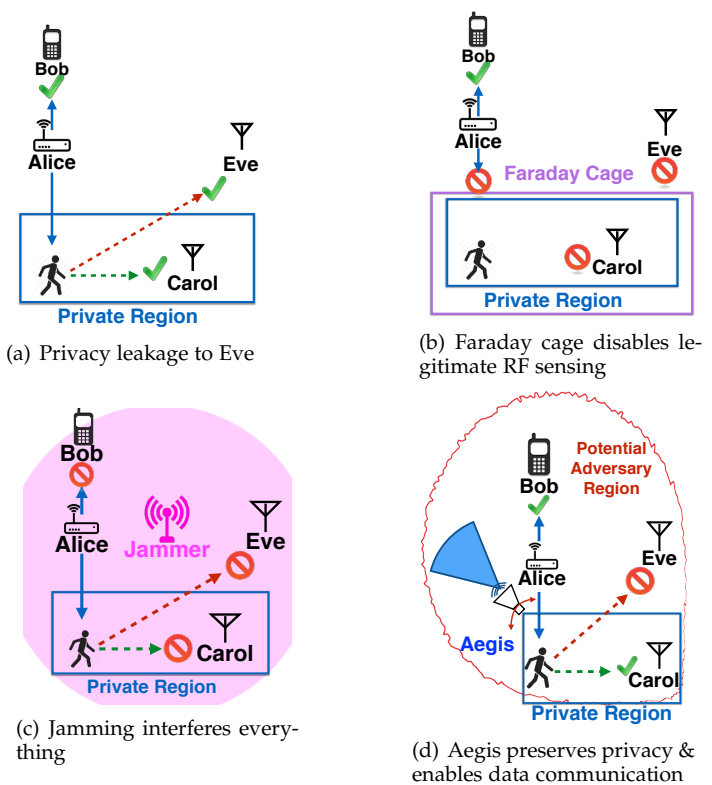 Bob
Alice
Eve
Carol
Private Region
(a) Privacy leakage to Eve
Bob
Alice
Eve
Faraday Cage
Carol
Private Region
(b) Faraday cage disables le-
gitimate RF sensing
Bob
Alice
Jammer
Eve
Carol
Private Region
(c) Jamming interferes every-
thing
Potential
Adversary
Region
Bob
Eve
Alice
Aegis
Carol
Private Region
(d) Aegis preserves privacy &
enables data communication